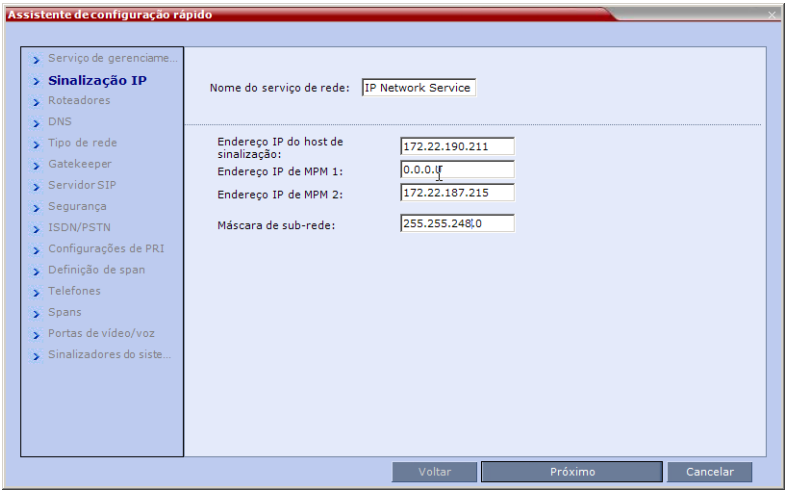 Assistente de configuração rápido
Serviço de gerenciame...
Sinalização IP
Roteadores
DNS
Tipo de rede
Gatekeeper
Servidor SIP
Segurança
ISDN/PSTN
Configurações de PRI
Definição de span
Telefones
Spans
Portas de vídeo/voz
Sinalizadores do siste...
Nome do serviço de rede: IP Network Service
Endereço IP do host de
sinalização: 172.22.190.211
Endereço IP de MPM 1: 0.0.0.0
Endereço IP de MPM 2: 172.22.187.215
Máscara de sub-rede: 255.255.248.0
Voltar
Próximo
Cancelar